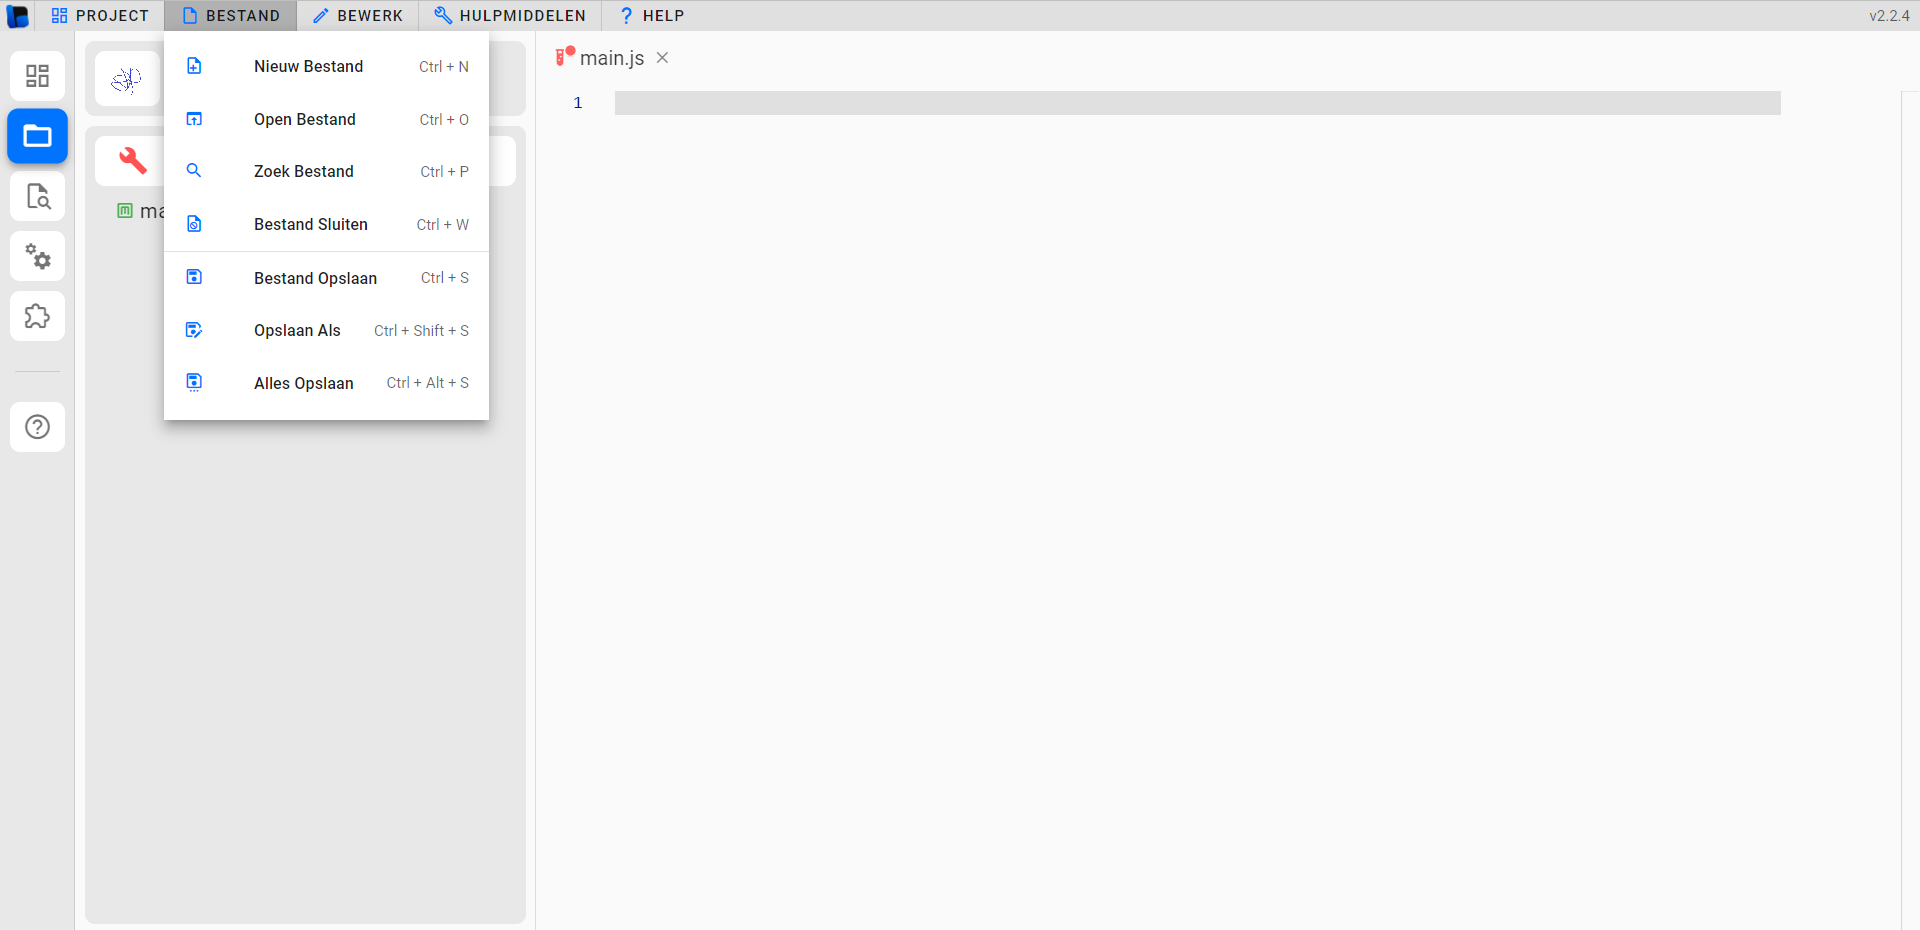 PROJECT BESTAND BEWERK HULPMIDDELEN HELP v2.2.4
Nieuw Bestand Ctrl + N
Open Bestand Ctrl + O
Zoek Bestand Ctrl + P
Bestand Sluiten Ctrl + W
Bestand Opslaan Ctrl + S
Opslaan Als Ctrl + Shift + S
Alles Opslaan Ctrl + Alt + S
ma
main.js
1